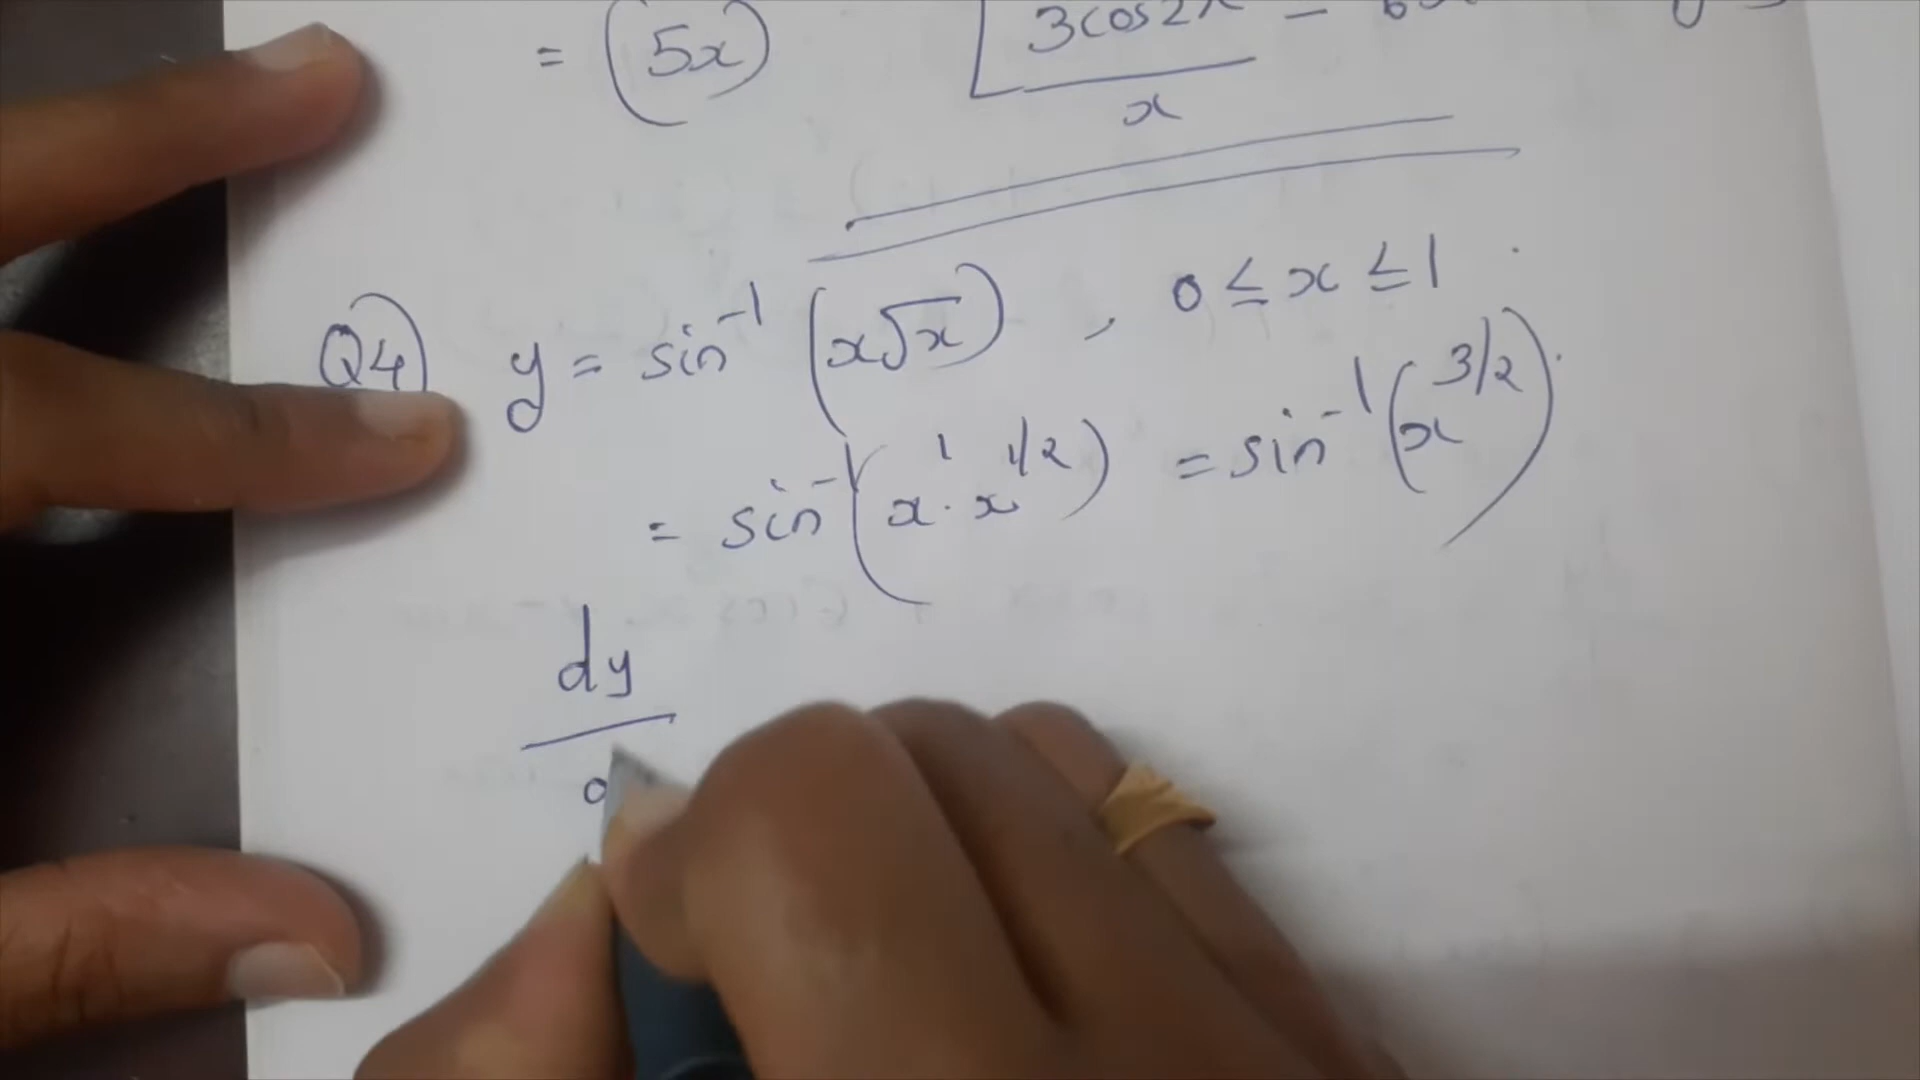 = (5x) [3cos2x
x
Q4) y = sin⁻¹ (x√x) , 0 ≤ x ≤ 1 .
= sin⁻¹ (x¹ · x^1/2) = sin⁻¹ (x^3/2) .
dy